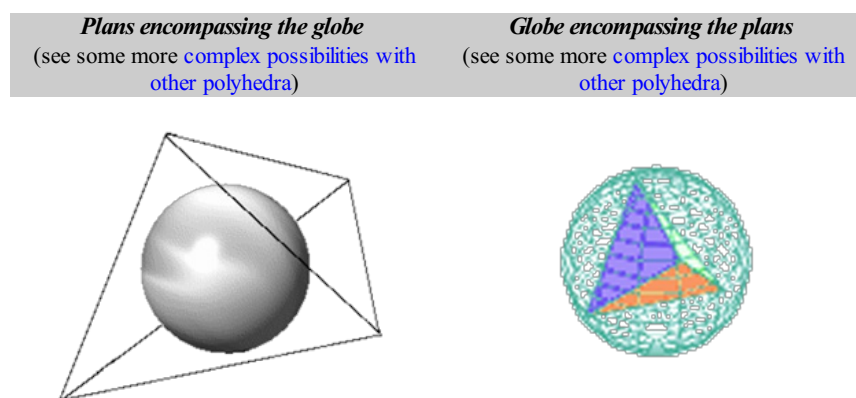 Plans encompassing the globe
(see some more complex possibilities with
other polyhedra)
Globe encompassing the plans
(see some more complex possibilities with
other polyhedra)